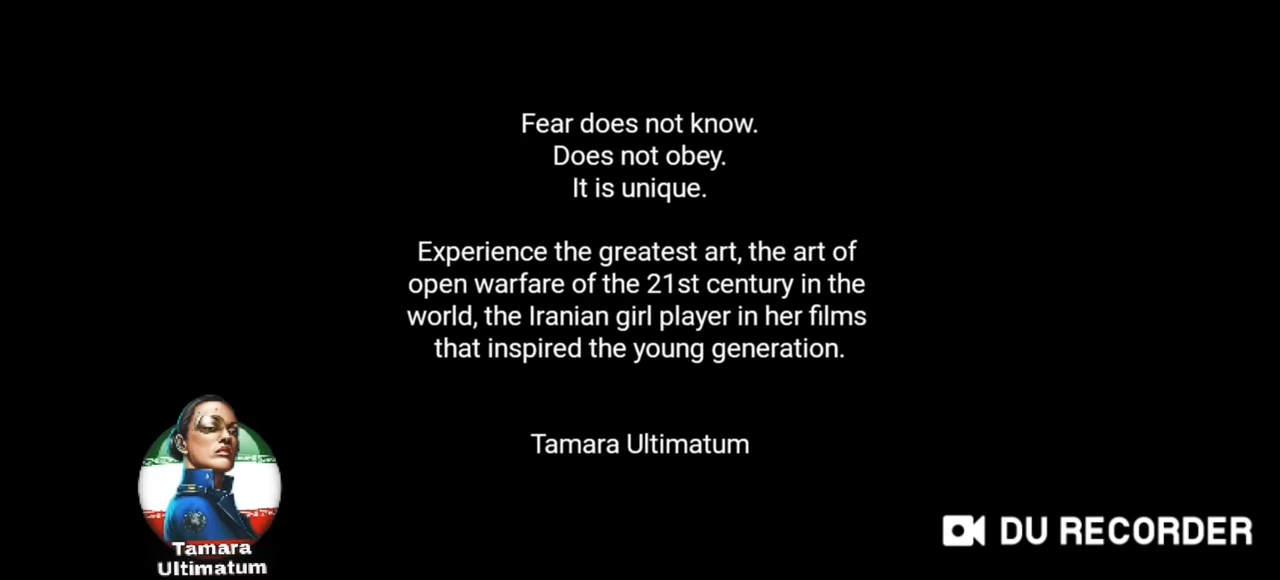 Fear does not know.
Does not obey.
It is unique.
Experience the greatest art, the art of
open warfare of the 21st century in the
world, the Iranian girl player in her films
that inspired the young generation.
Tamara Ultimatum
Tamara
Ultimatum
DU RECORDER